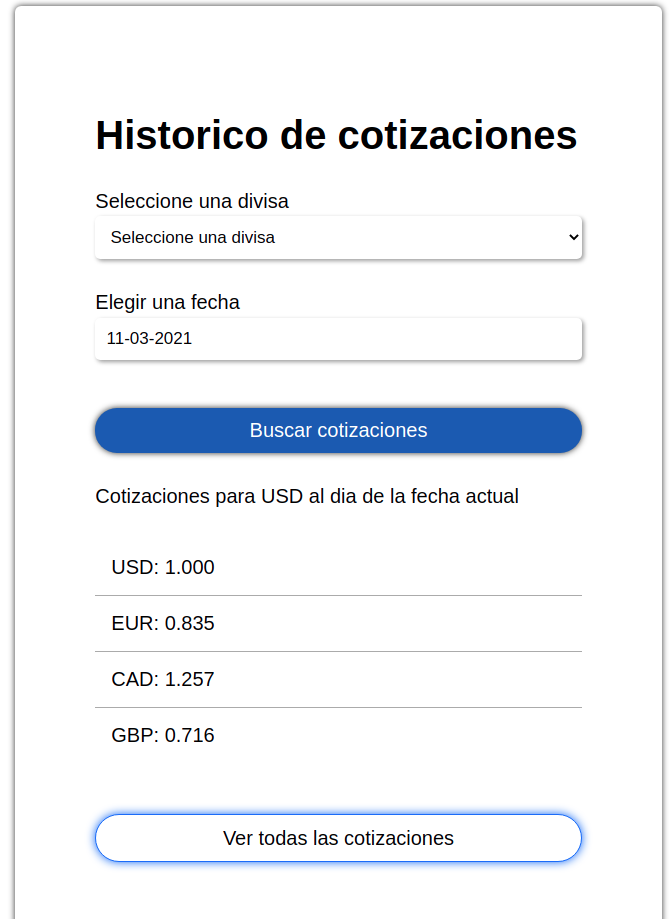 Historico de cotizaciones
Seleccione una divisa
Seleccione una divisa
Elegir una fecha
11-03-2021
Buscar cotizaciones
Cotizaciones para USD al dia de la fecha actual
USD: 1.000
EUR: 0.835
CAD: 1.257
GBP: 0.716
Ver todas las cotizaciones